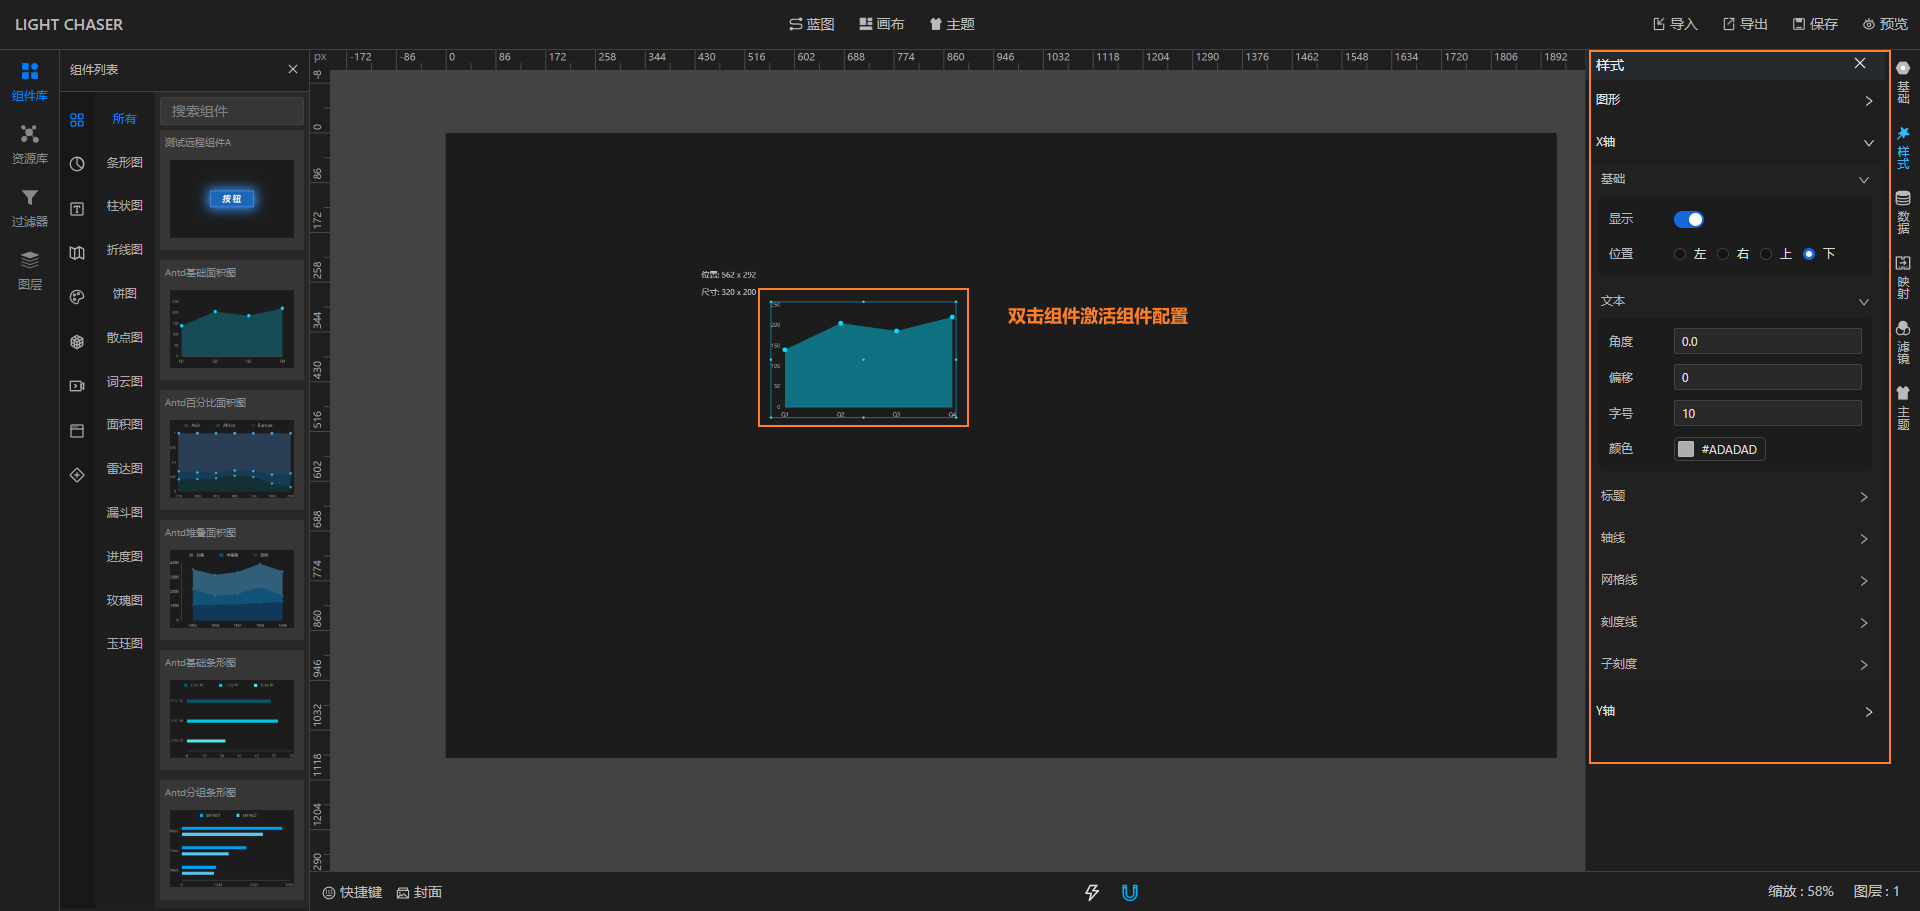 LIGHT CHASER
蓝图
画布
主题
导入
导出
保存
预览
组件库
资源库
过滤器
图层
组件列表
所有
条形图
柱状图
折线图
饼图
散点图
词云图
面积图
雷达图
漏斗图
进度图
玫瑰图
玉珏图
搜索组件
测试远程组件A
按钮
Antd基础面积图
Antd百分比面积图
Antd堆叠面积图
Antd基础条形图
Antd分组条形图
px
-172 -86 0 86 172 258 344 430 516 602 688 774 860 946 1032 1118 1204 1290 1376 1462 1548 1634 1720 1806 1892
0 86 172 258 344 430 516 602 688 774 860 946 1032 1118 1204
位置: 562 x 292
尺寸: 320 x 200
250
200
150
100
50
0
Q1 Q2 Q3 Q4
双击组件激活组件配置
样式
图形
X轴
基础
显示
位置 左 右 上 下
文本
角度 0.0
偏移 0
字号 10
颜色 #ADADAD
标题
轴线
网格线
刻度线
子刻度
Y轴
基础
样式
数据
映射
滤镜
主题
快捷键
封面
缩放 : 58%
图层 : 1